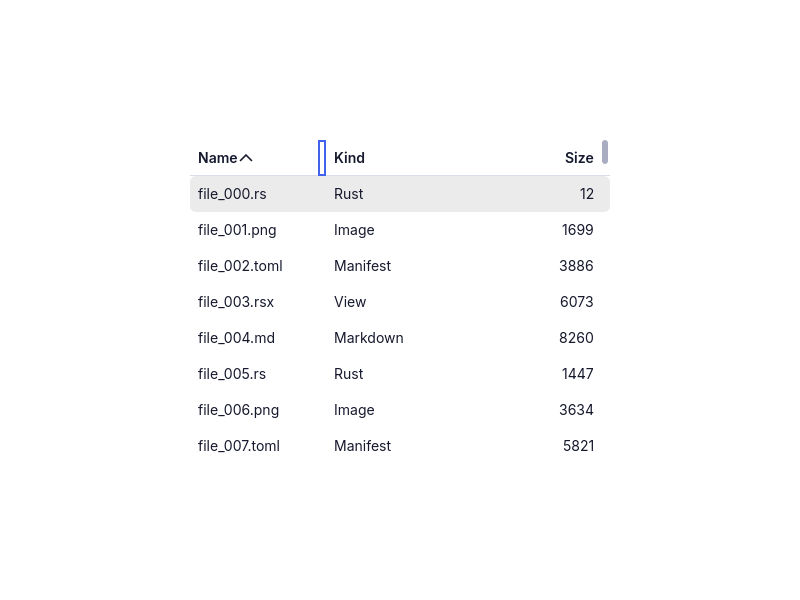 Name Kind Size
file_000.rs Rust 12
file_001.png Image 1699
file_002.toml Manifest 3886
file_003.rsx View 6073
file_004.md Markdown 8260
file_005.rs Rust 1447
file_006.png Image 3634
file_007.toml Manifest 5821